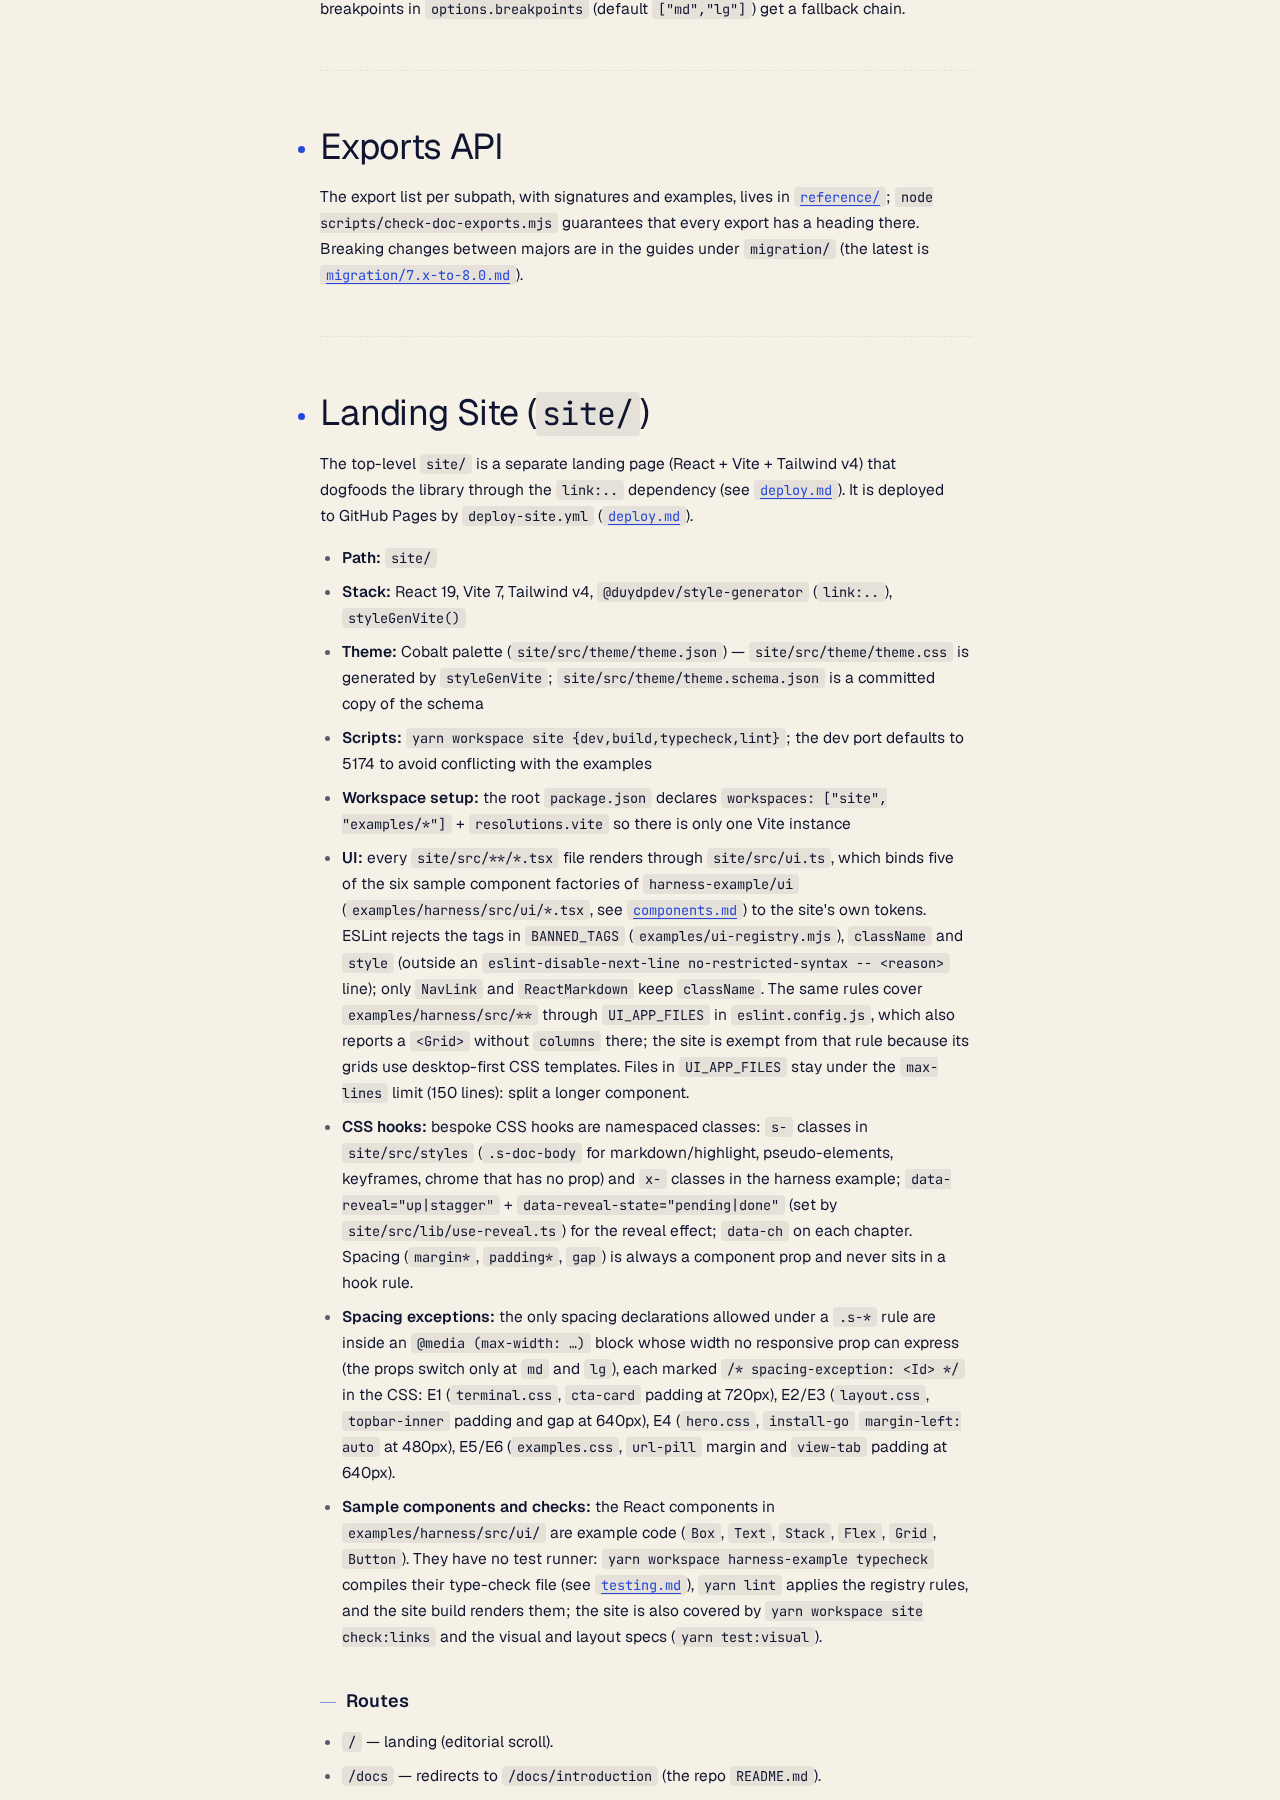 breakpoints in options.breakpoints (default ["md","lg"]) get a fallback chain.
Exports API
The export list per subpath, with signatures and examples, lives in reference/; node
scripts/check-doc-exports.mjs guarantees that every export has a heading there.
Breaking changes between majors are in the guides under migration/ (the latest is
migration/7.x-to-8.0.md).
Landing Site (site/)
The top-level site/ is a separate landing page (React + Vite + Tailwind v4) that
dogfoods the library through the link:.. dependency (see deploy.md). It is deployed
to GitHub Pages by deploy-site.yml (deploy.md).
• Path: site/
• Stack: React 19, Vite 7, Tailwind v4, @duydpdev/style-generator (link:..),
styleGenVite()
• Theme: Cobalt palette (site/src/theme/theme.json) — site/src/theme/theme.css is
generated by styleGenVite; site/src/theme/theme.schema.json is a committed
copy of the schema
• Scripts: yarn workspace site {dev,build,typecheck,lint}; the dev port defaults to
5174 to avoid conflicting with the examples
• Workspace setup: the root package.json declares workspaces: ["site",
"examples/*"] + resolutions.vite so there is only one Vite instance
• UI: every site/src/**/*.tsx file renders through site/src/ui.ts, which binds five
of the six sample component factories of harness-example/ui
(examples/harness/src/ui/*.tsx, see components.md) to the site's own tokens.
ESLint rejects the tags in BANNED_TAGS (examples/ui-registry.mjs), className and
style (outside an eslint-disable-next-line no-restricted-syntax -- <reason>
line); only NavLink and ReactMarkdown keep className. The same rules cover
examples/harness/src/** through UI_APP_FILES in eslint.config.js, which also
reports a <Grid> without columns there; the site is exempt from that rule because its
grids use desktop-first CSS templates. Files in UI_APP_FILES stay under the max-
lines limit (150 lines): split a longer component.
• CSS hooks: bespoke CSS hooks are namespaced classes: s- classes in
site/src/styles (.s-doc-body for markdown/highlight, pseudo-elements,
keyframes, chrome that has no prop) and x- classes in the harness example; data-
reveal="up|stagger" + data-reveal-state="pending|done" (set by
site/src/lib/use-reveal.ts) for the reveal effect; data-ch on each chapter.
Spacing (margin*, padding*, gap) is always a component prop and never sits in a
hook rule.
• Spacing exceptions: the only spacing declarations allowed under a .s-* rule are
inside an @media (max-width: …) block whose width no responsive prop can express
(the props switch only at md and lg), each marked /* spacing-exception: <Id> */
in the CSS: E1 (terminal.css, cta-card padding at 720px), E2/E3 (layout.css,
topbar-inner padding and gap at 640px), E4 (hero.css, install-go margin-left:
auto at 480px), E5/E6 (examples.css, url-pill margin and view-tab padding at
640px).
• Sample components and checks: the React components in
examples/harness/src/ui/ are example code (Box, Text, Stack, Flex, Grid,
Button). They have no test runner: yarn workspace harness-example typecheck
compiles their type-check file (see testing.md), yarn lint applies the registry rules,
and the site build renders them; the site is also covered by yarn workspace site
check:links and the visual and layout specs (yarn test:visual).
— Routes
• / — landing (editorial scroll).
• /docs — redirects to /docs/introduction (the repo README.md).